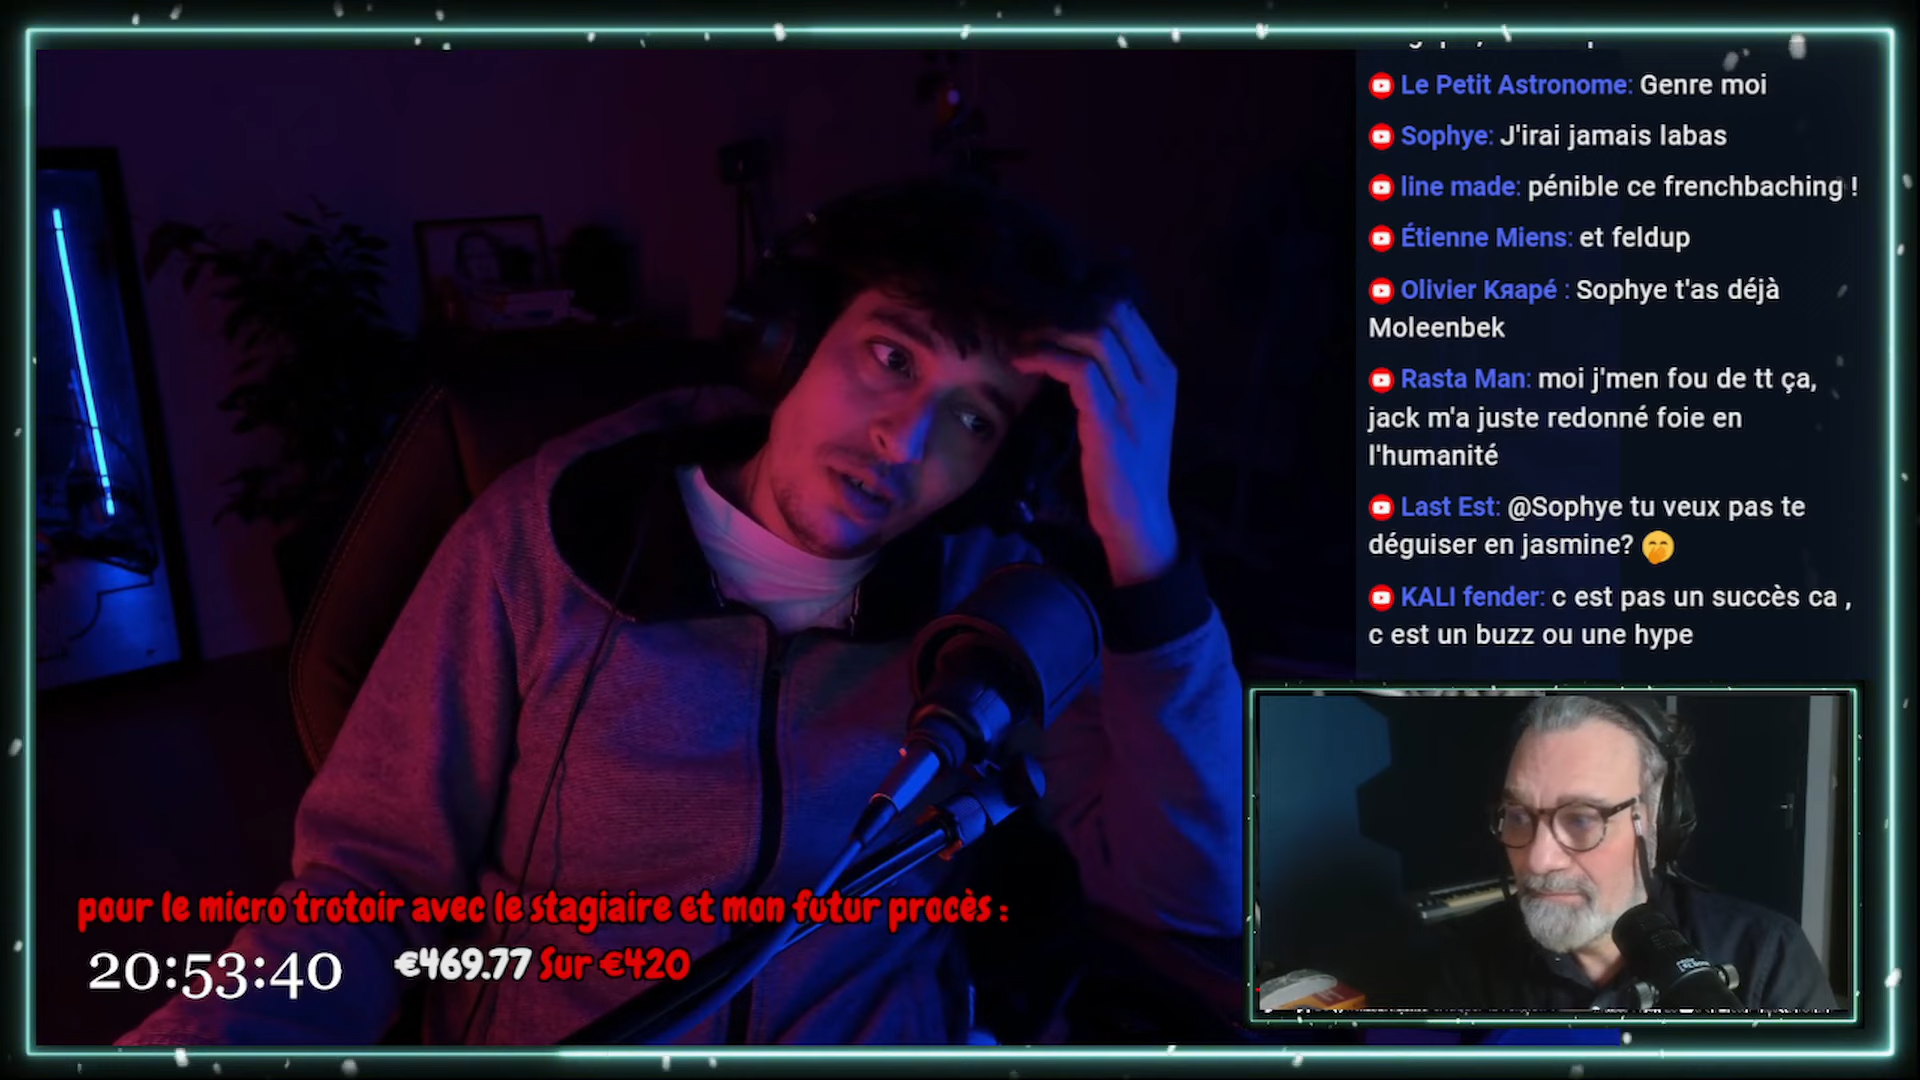 Le Petit Astronome: Genre moi
Sophye: J'irai jamais labas
line made: pénible ce frenchbaching !
Étienne Miens: et feldup
Olivier Kяapé : Sophye t'as déjà
Moleenbek
Rasta Man: moi j'men fou de tt ça,
jack m'a juste redonné foie en
l'humanité
Last Est: @Sophye tu veux pas te
déguiser en jasmine? 🤭
KALI fender: c est pas un succès ca ,
c est un buzz ou une hype
pour le micro trotoir avec le stagiaire et mon futur procès :
20:53:40
€469.77 Sur €420